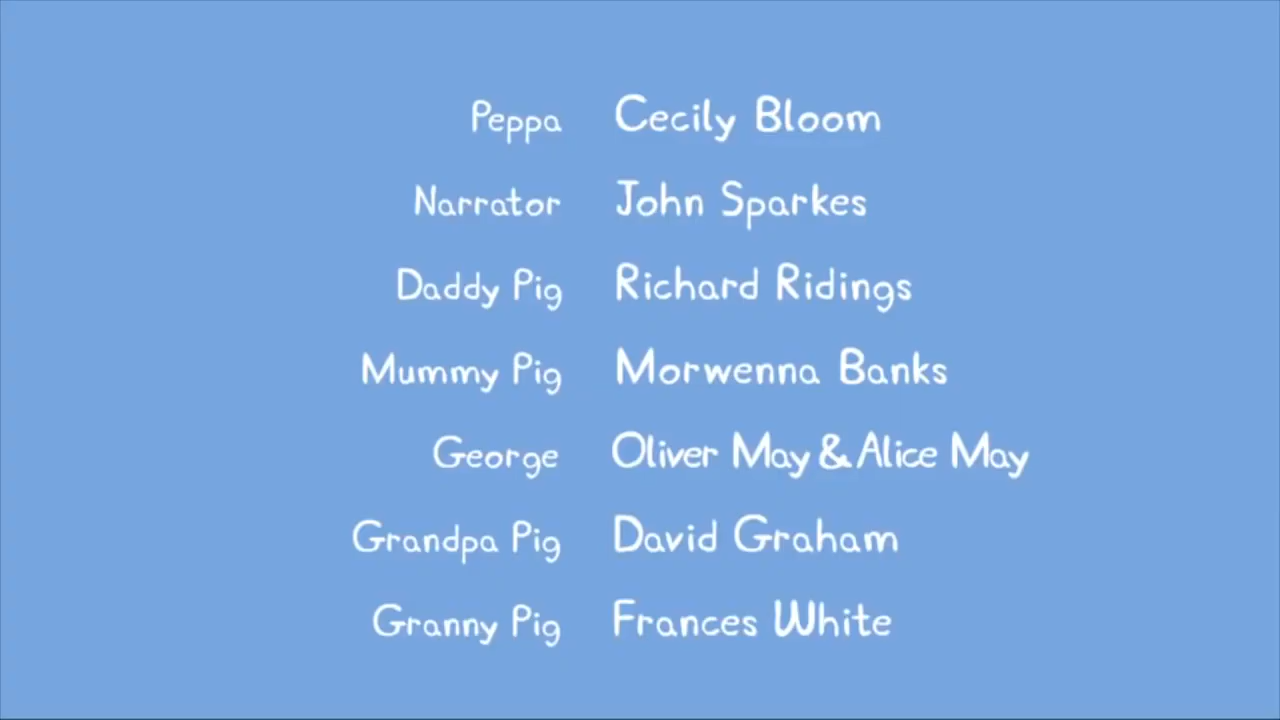 Peppa Cecily Bloom
Narrator John Sparkes
Daddy Pig Richard Ridings
Mummy Pig Morwenna Banks
George Oliver May & Alice May
Grandpa Pig David Graham
Granny Pig Frances White